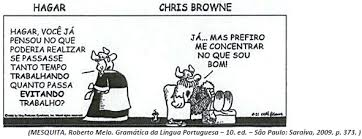 HAGAR
CHRIS BROWNE
HAGAR, VOCÊ JÁ
PENSOU NO QUE
PODERIA REALIZAR
SE PASSASSE
TANTO TEMPO
TRABALHANDO
QUANTO PASSA
EVITANDO
TRABALHO?
JÁ... MAS PREFIRO
ME CONCENTRAR
NO QUE SOU
BOM!
(MESQUITA, Roberto Melo. Gramática da Língua Portuguesa – 10. ed. – São Paulo: Saraiva, 2009, p. 373.)